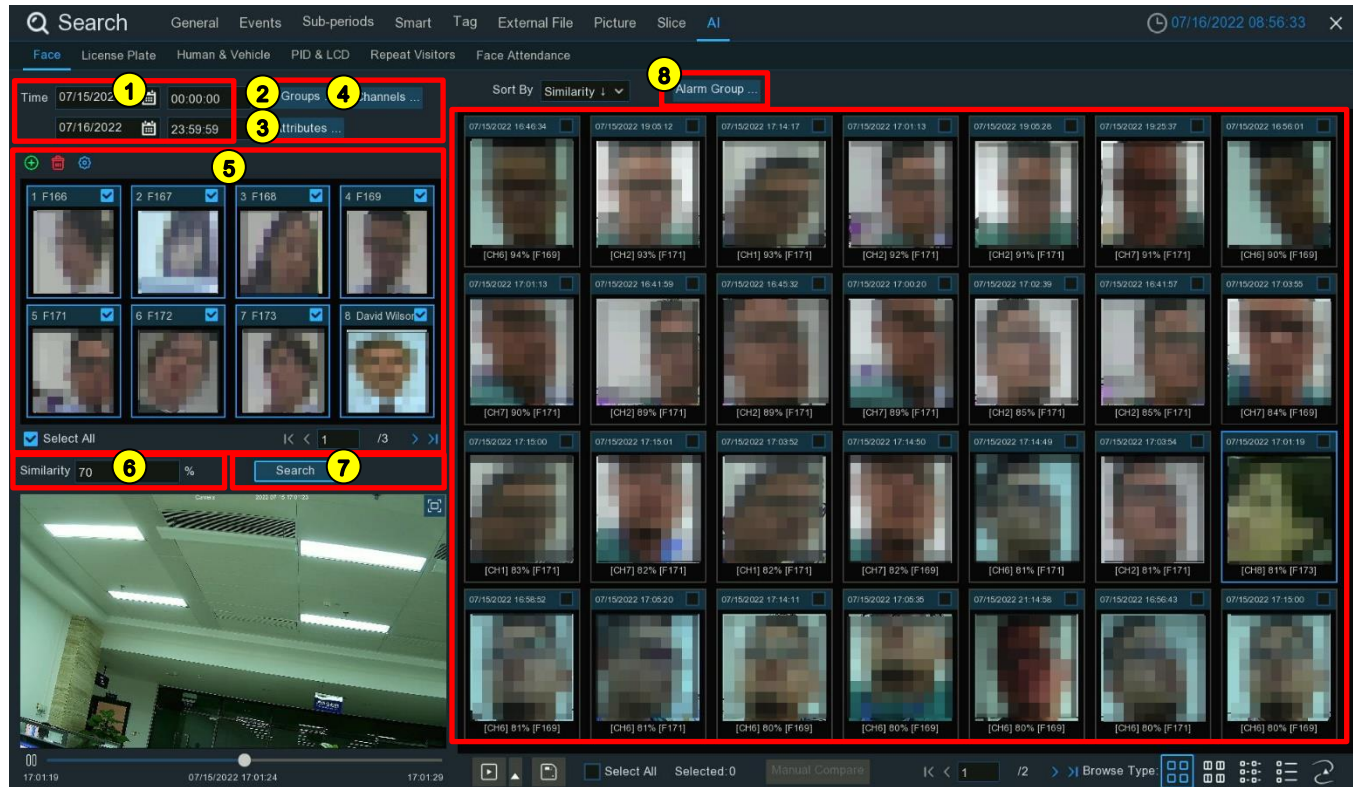 Search General Events Sub-periods Smart Tag External File Picture Slice AI 07/16/2022 08:56:33
Face License Plate Human & Vehicle PID & LCD Repeat Visitors Face Attendance
1 2 4 8
Time 07/15/202 00:00:00 Groups Channels ... Sort By Similarity ↓ Alarm Group ...
07/16/2022 23:59:59 3 Attributes ...
5
1 F166 2 F167 3 F168 4 F169
5 F171 6 F172 7 F173 8 David Wilson
Select All 1 /3
Similarity 70 6 % Search 7
Camera 2022 07 15 17:01:23
17:01:19 07/15/2022 17:01:24 17:01:29
07/15/2022 16:46:34 07/15/2022 19:05:12 07/15/2022 17:14:17 07/15/2022 17:01:13 07/15/2022 19:05:28 07/15/2022 19:25:37 07/15/2022 16:56:01
[CH6] 94% [F169] [CH2] 93% [F171] [CH1] 93% [F171] [CH2] 92% [F171] [CH2] 91% [F171] [CH7] 91% [F171] [CH6] 90% [F169]
07/15/2022 17:01:13 07/15/2022 16:41:59 07/15/2022 16:45:32 07/15/2022 17:00:20 07/15/2022 17:02:39 07/15/2022 16:41:57 07/15/2022 17:03:55
[CH7] 90% [F171] [CH2] 89% [F171] [CH2] 89% [F171] [CH7] 89% [F171] [CH2] 85% [F171] [CH2] 85% [F171] [CH7] 84% [F169]
07/15/2022 17:15:00 07/15/2022 17:15:01 07/15/2022 17:03:52 07/15/2022 17:14:50 07/15/2022 17:14:49 07/15/2022 17:03:54 07/15/2022 17:01:19
[CH1] 83% [F171] [CH7] 82% [F171] [CH1] 82% [F171] [CH7] 82% [F169] [CH6] 81% [F171] [CH2] 81% [F171] [CH8] 81% [F173]
07/15/2022 16:58:52 07/15/2022 17:05:20 07/15/2022 17:14:11 07/15/2022 17:05:35 07/15/2022 21:14:58 07/15/2022 16:56:43 07/15/2022 17:15:00
[CH6] 81% [F169] [CH6] 81% [F171] [CH6] 80% [F169] [CH6] 80% [F169] [CH6] 80% [F169] [CH6] 80% [F171] [CH6] 80% [F169]
Select All Selected:0 Manual Compare 1 /2 Browse Type: